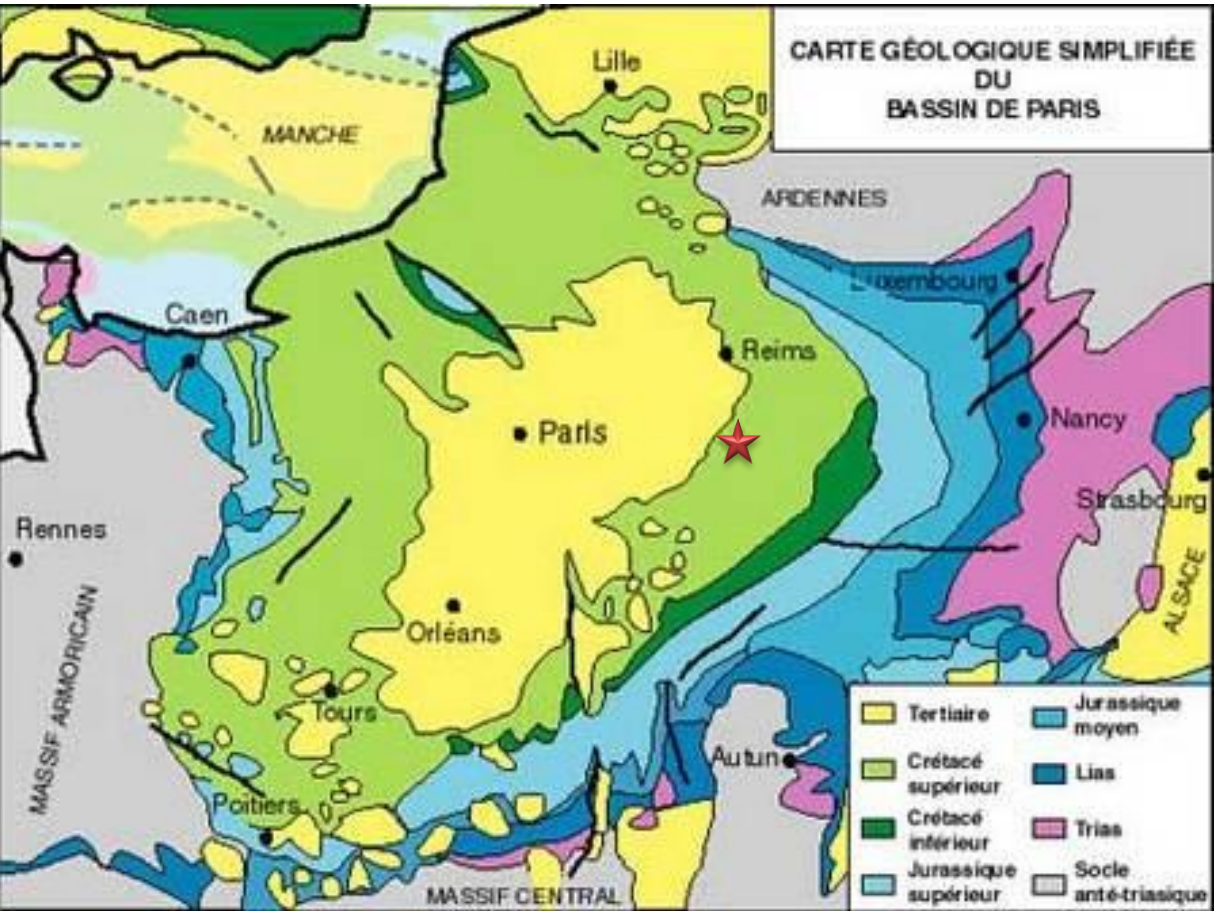 CARTE GÉOLOGIQUE SIMPLIFIÉE
DU
BASSIN DE PARIS
Lille
MANCHE
ARDENNES
Luxembourg
Caen
Reims
Paris
Nancy
Strasbourg
Rennes
ALSACE
MASSIF ARMORICAIN
Orléans
Tours
Autun
Poitiers
MASSIF CENTRAL
Tertiaire
Crétacé
supérieur
Crétacé
inférieur
Jurassique
supérieur
Jurassique
moyen
Lias
Trias
Socle
anté-triasique